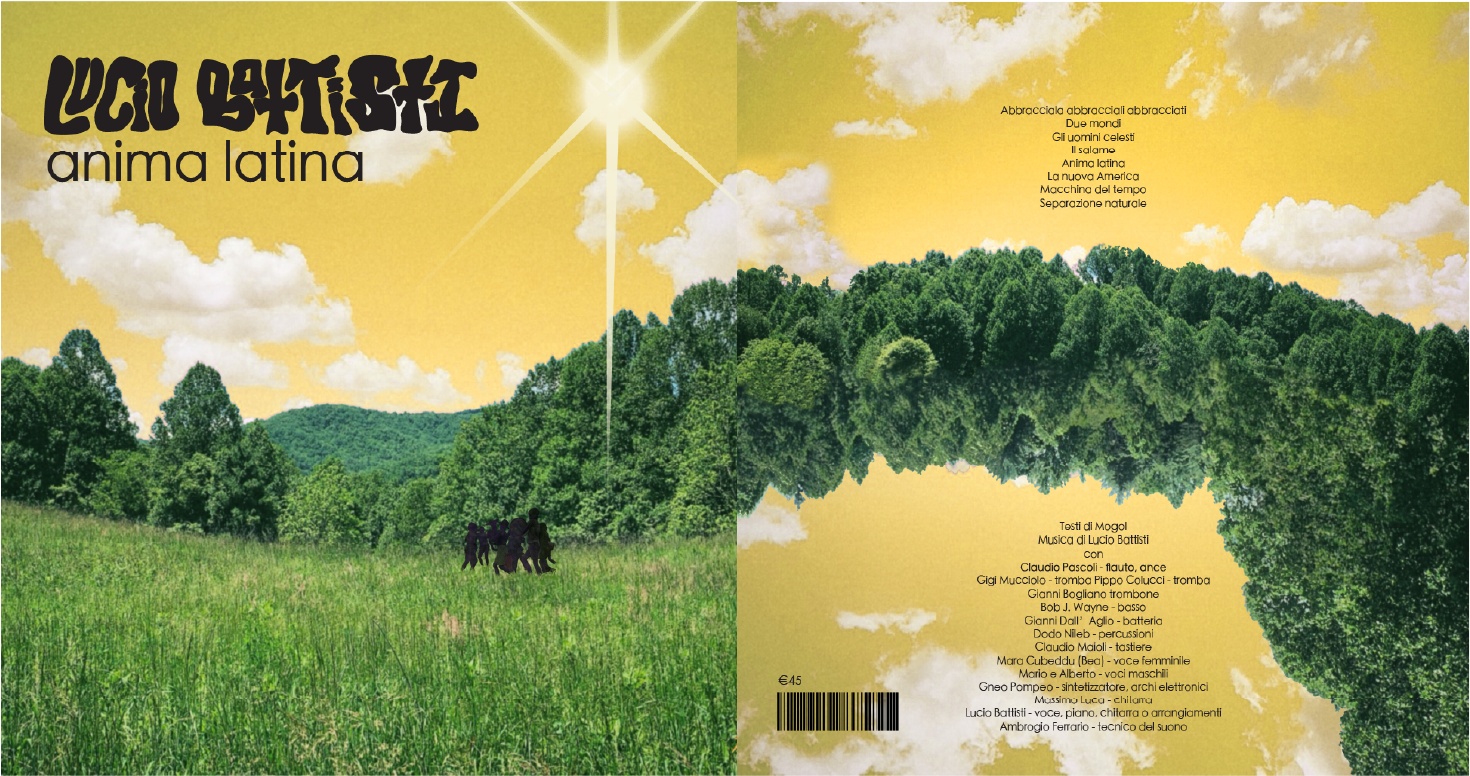 LUCIO BATTISTI
anima latina
Abbracciala abbracciali abbracciati
Due mondi
Gli uomini celesti
Il salame
Anima latina
La nuova America
Macchina del tempo
Separazione naturale
Testi di Mogol
Musica di Lucio Battisti
con
Claudio Pascoli - flauto, ance
Gigi Mucciolo - tromba Pippo Colucci - tromba
Gianni Bogliano trombone
Bob J. Wayne - basso
Gianni Dall' Aglio - batteria
Dodo Nileb - percussioni
Claudio Maioli - tastiere
Mara Cubeddu (Bea) - voce femminile
Mario e Alberto - voci maschili
Gneo Pompeo - sintetizzatore, archi elettronici
Massimo Luca - chitarra
Lucio Battisti - voce, piano, chitarra o arrangiamenti
Ambrogio Ferrario - tecnico del suono
€45